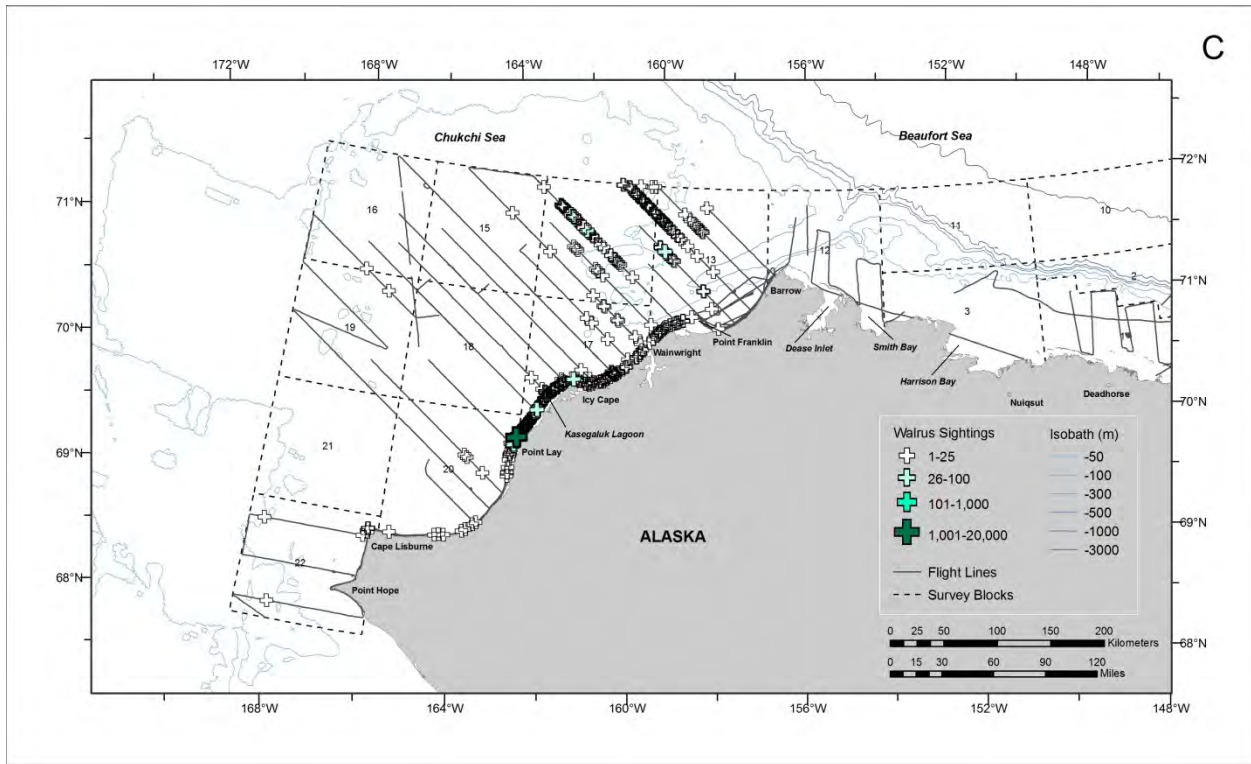 C
172°W 168°W 164°W 160°W 156°W 152°W 148°W
Chukchi Sea
Beaufort Sea
72°N
71°N
16
15
11
10
13
12
2
71°N
Barrow
3
70°N
19
18
17
Wainwright
Point Franklin
Dease Inlet
Smith Bay
Harrison Bay
Nuiqsut
Deadhorse
70°N
Icy Cape
Kasegaluk Lagoon
69°N
21
20
Point Lay
Walrus Sightings
1-25
26-100
101-1,000
1,001-20,000
Flight Lines
Survey Blocks
Isobath (m)
-50
-100
-300
-500
-1000
-3000
ALASKA
69°N
Cape Lisburne
22
68°N
Point Hope
0 25 50 100 150 200
Kilometers
68°N
0 15 30 60 90 120
Miles
168°W 164°W 160°W 156°W 152°W 148°W